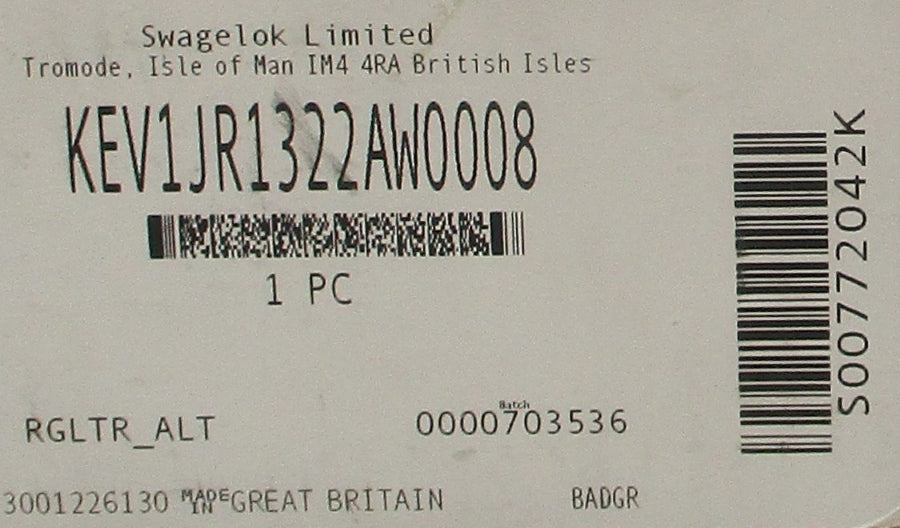 Swagelok Limited
Tromode, Isle of Man IM4 4RA British Isles
KEV1JR1322AW0008
1 PC
S00772042K
Batch
RGLTR_ALT 0000703536
3001226130 MADE IN GREAT BRITAIN BADGR